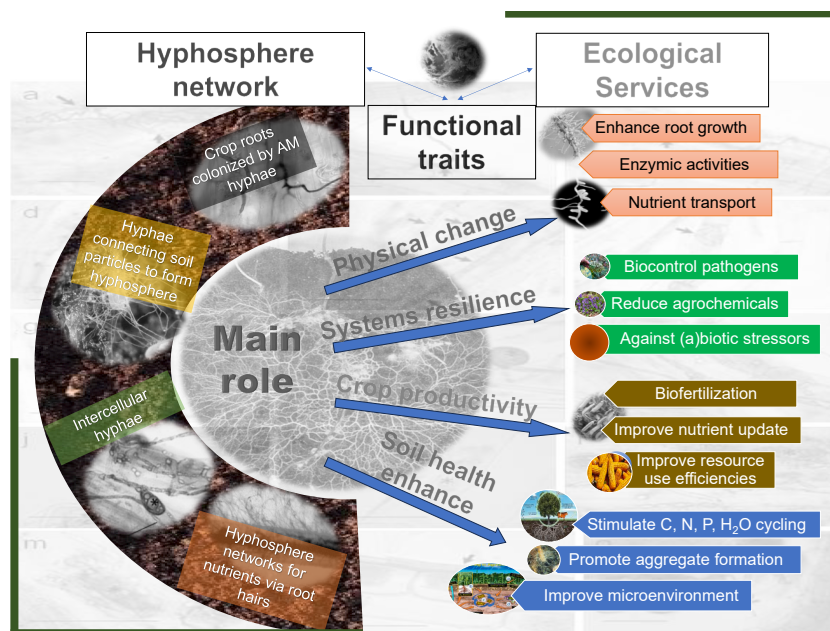 Hyphosphere
network
Ecological
Services
Functional
traits
Crop roots
colonized by AM
hyphae
Hyphae
connecting soil
particles to form
hyphosphere
Intercellular
hyphae
Hyphosphere
networks for
nutrients via root
hairs
Main
role
Physical change
Systems resilience
Crop productivity
Soil health
enhance
Enhance root growth
Enzymic activities
Nutrient transport
Biocontrol pathogens
Reduce agrochemicals
Against (a)biotic stressors
Biofertilization
Improve nutrient update
Improve resource
use efficiencies
Stimulate C, N, P, H₂O cycling
Promote aggregate formation
Improve microenvironment
a
d
g
j
m